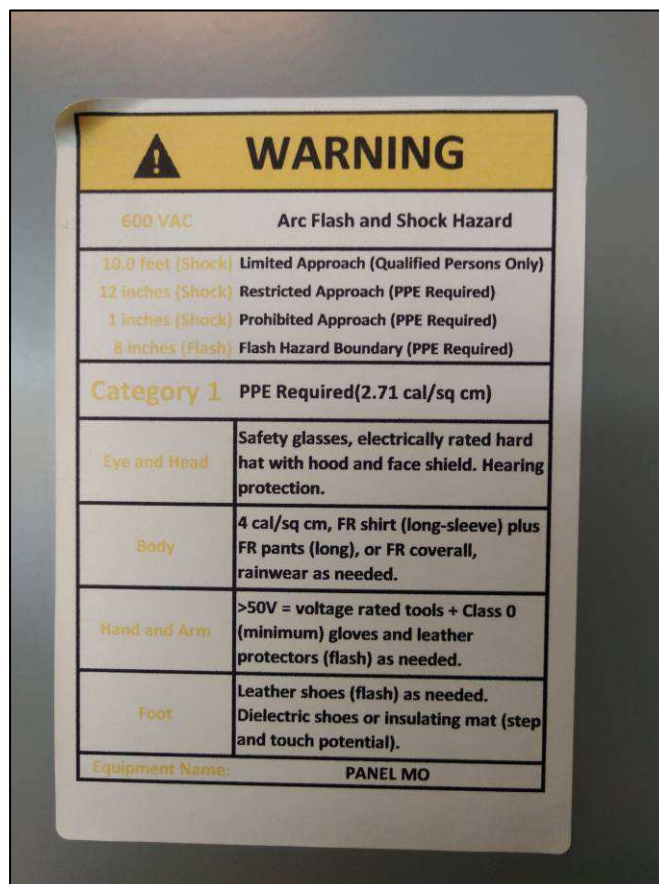 WARNING
600 VAC Arc Flash and Shock Hazard
10.0 feet (Shock) Limited Approach (Qualified Persons Only)
12 inches (Shock) Restricted Approach (PPE Required)
1 inches (Shock) Prohibited Approach (PPE Required)
8 inches (Flash) Flash Hazard Boundary (PPE Required)
Category 1 PPE Required(2.71 cal/sq cm)
Eye and Head
Safety glasses, electrically rated hard
hat with hood and face shield. Hearing
protection.
Body
4 cal/sq cm, FR shirt (long-sleeve) plus
FR pants (long), or FR coverall,
rainwear as needed.
Hand and Arm
>50V = voltage rated tools + Class 0
(minimum) gloves and leather
protectors (flash) as needed.
Foot
Leather shoes (flash) as needed.
Dielectric shoes or insulating mat (step
and touch potential).
Equipment Name: PANEL MO